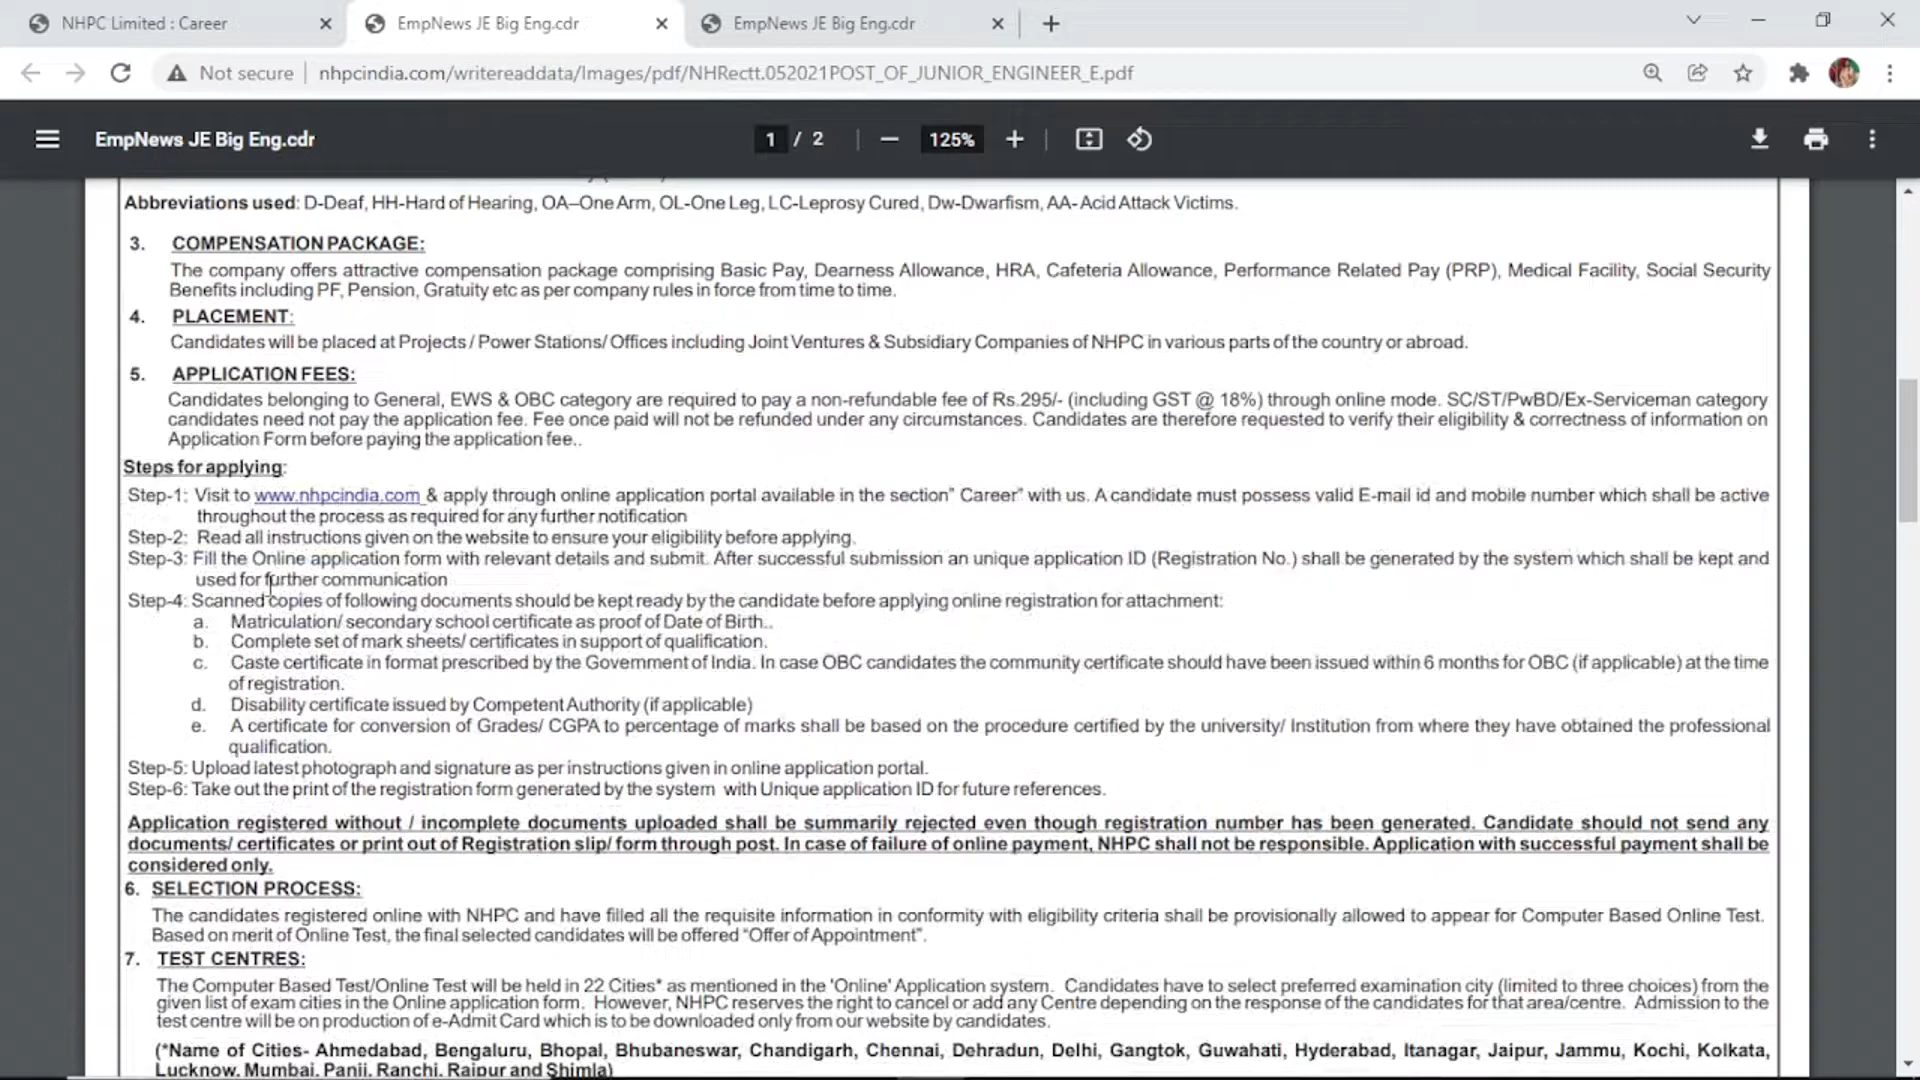 NHPC Limited : Career
EmpNews JE Big Eng.cdr
EmpNews JE Big Eng.cdr
Not secure
nhpcindia.com/writereaddata/Images/pdf/NHRectt.052021POST_OF_JUNIOR_ENGINEER_E.pdf
EmpNews JE Big Eng.cdr
1 / 2
125%
Abbreviations used: D-Deaf, HH-Hard of Hearing, OA–One Arm, OL-One Leg, LC-Leprosy Cured, Dw-Dwarfism, AA- Acid Attack Victims.
3. COMPENSATION PACKAGE:
The company offers attractive compensation package comprising Basic Pay, Dearness Allowance, HRA, Cafeteria Allowance, Performance Related Pay (PRP), Medical Facility, Social Security
Benefits including PF, Pension, Gratuity etc as per company rules in force from time to time.
4. PLACEMENT:
Candidates will be placed at Projects / Power Stations/ Offices including Joint Ventures & Subsidiary Companies of NHPC in various parts of the country or abroad.
5. APPLICATION FEES:
Candidates belonging to General, EWS & OBC category are required to pay a non-refundable fee of Rs.295/- (including GST @ 18%) through online mode. SC/ST/PwBD/Ex-Serviceman category
candidates need not pay the application fee. Fee once paid will not be refunded under any circumstances. Candidates are therefore requested to verify their eligibility & correctness of information on
Application Form before paying the application fee..
Steps for applying:
Step-1: Visit to www.nhpcindia.com & apply through online application portal available in the section" Career" with us. A candidate must possess valid E-mail id and mobile number which shall be active
throughout the process as required for any further notification
Step-2: Read all instructions given on the website to ensure your eligibility before applying.
Step-3: Fill the Online application form with relevant details and submit. After successful submission an unique application ID (Registration No.) shall be generated by the system which shall be kept and
used for further communication
Step-4: Scanned copies of following documents should be kept ready by the candidate before applying online registration for attachment:
a. Matriculation/ secondary school certificate as proof of Date of Birth..
b. Complete set of mark sheets/ certificates in support of qualification.
c. Caste certificate in format prescribed by the Government of India. In case OBC candidates the community certificate should have been issued within 6 months for OBC (if applicable) at the time
of registration.
d. Disability certificate issued by Competent Authority (if applicable)
e. A certificate for conversion of Grades/ CGPA to percentage of marks shall be based on the procedure certified by the university/ Institution from where they have obtained the professional
qualification.
Step-5: Upload latest photograph and signature as per instructions given in online application portal.
Step-6: Take out the print of the registration form generated by the system with Unique application ID for future references.
Application registered without / incomplete documents uploaded shall be summarily rejected even though registration number has been generated. Candidate should not send any
documents/ certificates or print out of Registration slip/ form through post. In case of failure of online payment, NHPC shall not be responsible. Application with successful payment shall be
considered only.
6. SELECTION PROCESS:
The candidates registered online with NHPC and have filled all the requisite information in conformity with eligibility criteria shall be provisionally allowed to appear for Computer Based Online Test.
Based on merit of Online Test, the final selected candidates will be offered "Offer of Appointment".
7. TEST CENTRES:
The Computer Based Test/Online Test will be held in 22 Cities* as mentioned in the 'Online' Application system. Candidates have to select preferred examination city (limited to three choices) from the
given list of exam cities in the Online application form. However, NHPC reserves the right to cancel or add any Centre depending on the response of the candidates for that area/centre. Admission to the
test centre will be on production of e-Admit Card which is to be downloaded only from our website by candidates.
(*Name of Cities- Ahmedabad, Bengaluru, Bhopal, Bhubaneswar, Chandigarh, Chennai, Dehradun, Delhi, Gangtok, Guwahati, Hyderabad, Itanagar, Jaipur, Jammu, Kochi, Kolkata,
Lucknow, Mumbai, Panji, Ranchi, Raipur and Shimla)